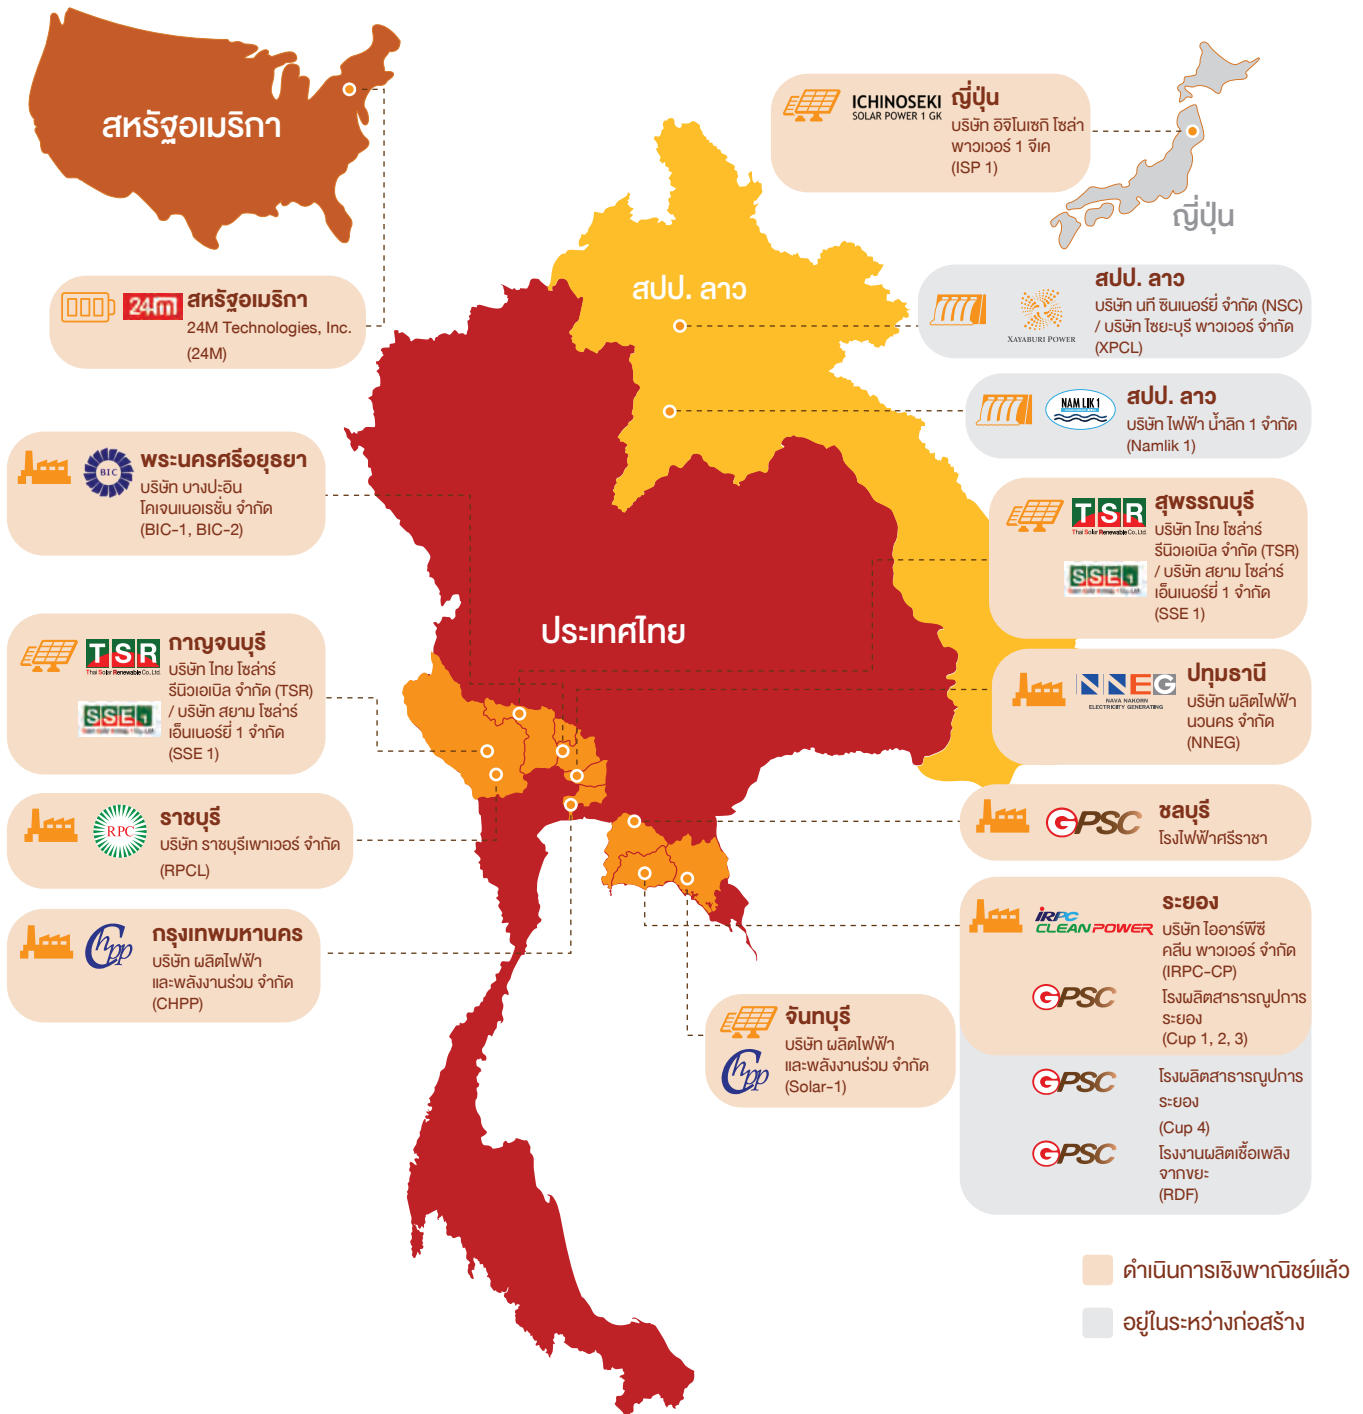 สหรัฐอเมริกา
24M
สหรัฐอเมริกา
24M Technologies, Inc.
(24M)
ICHINOSEKI
SOLAR POWER 1 GK
ญี่ปุ่น
บริษัท อิจิโนเซกิ โซล่า
พาวเวอร์ 1 จีเค
(ISP 1)
ญี่ปุ่น
สปป. ลาว
XAYABURI POWER
สปป. ลาว
บริษัท นที ซินเนอร์ยี่ จำกัด (NSC)
/ บริษัท ไซยะบุรี พาวเวอร์ จำกัด
(XPCL)
NAM LIK 1
สปป. ลาว
บริษัท ไฟฟ้า น้ำลิก 1 จำกัด
(Namlik 1)
BIC
พระนครศรีอยุธยา
บริษัท บางปะอิน
โคเจนเนอเรชั่น จำกัด
(BIC-1, BIC-2)
TSR
Thai Solar Renewable Co., Ltd.
SSE 1
สุพรรณบุรี
บริษัท ไทย โซล่าร์
รีนิวเอเบิล จำกัด (TSR)
/ บริษัท สยาม โซล่าร์
เอ็นเนอร์ยี่ 1 จำกัด
(SSE 1)
ประเทศไทย
TSR
Thai Solar Renewable Co., Ltd.
SSE 1
กาญจนบุรี
บริษัท ไทย โซล่าร์
รีนิวเอเบิล จำกัด (TSR)
/ บริษัท สยาม โซล่าร์
เอ็นเนอร์ยี่ 1 จำกัด
(SSE 1)
NNEG
NAVA NAKORN
ELECTRICITY GENERATING
ปทุมธานี
บริษัท ผลิตไฟฟ้า
นวนคร จำกัด
(NNEG)
RPC
ราชบุรี
บริษัท ราชบุรีเพาเวอร์ จำกัด
(RPCL)
GPSC
ชลบุรี
โรงไฟฟ้าศรีราชา
Chpp
กรุงเทพมหานคร
บริษัท ผลิตไฟฟ้า
และพลังงานร่วม จำกัด
(CHPP)
IRPC
CLEAN POWER
ระยอง
บริษัท ไออาร์พีซี
คลีน พาวเวอร์ จำกัด
(IRPC-CP)
GPSC
โรงผลิตสาธารณูปการ
ระยอง
(Cup 1, 2, 3)
GPSC
โรงผลิตสาธารณูปการ
ระยอง
(Cup 4)
GPSC
โรงงานผลิตเชื้อเพลิง
จากขยะ
(RDF)
Chpp
จันทบุรี
บริษัท ผลิตไฟฟ้า
และพลังงานร่วม จำกัด
(Solar-1)
ดำเนินการเชิงพาณิชย์แล้ว
อยู่ในระหว่างก่อสร้าง